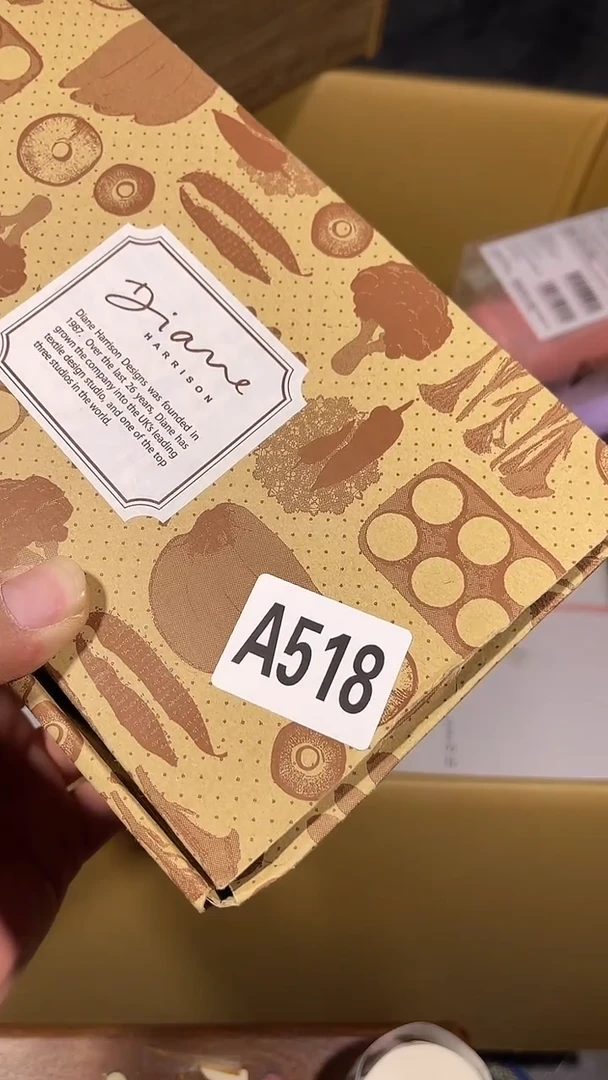 Diane
HARRISON
Diane Harrison Designs was founded in
1987. Over the last 26 years, Diane has
grown the company into the UK's leading
textile design studio, and one of the top
three studios in the world.
A518